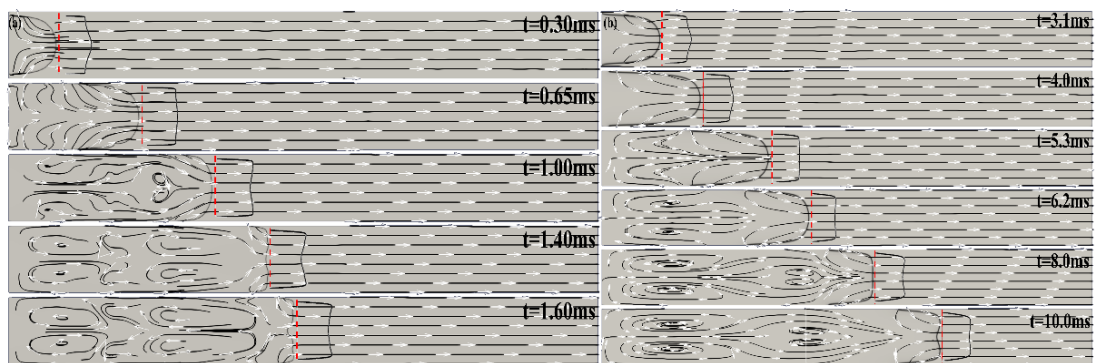 (b)
t=0.30ms
t=0.65ms
t=1.00ms
t=1.40ms
t=1.60ms
(b)
t=3.1ms
t=4.0ms
t=5.3ms
t=6.2ms
t=8.0ms
t=10.0ms